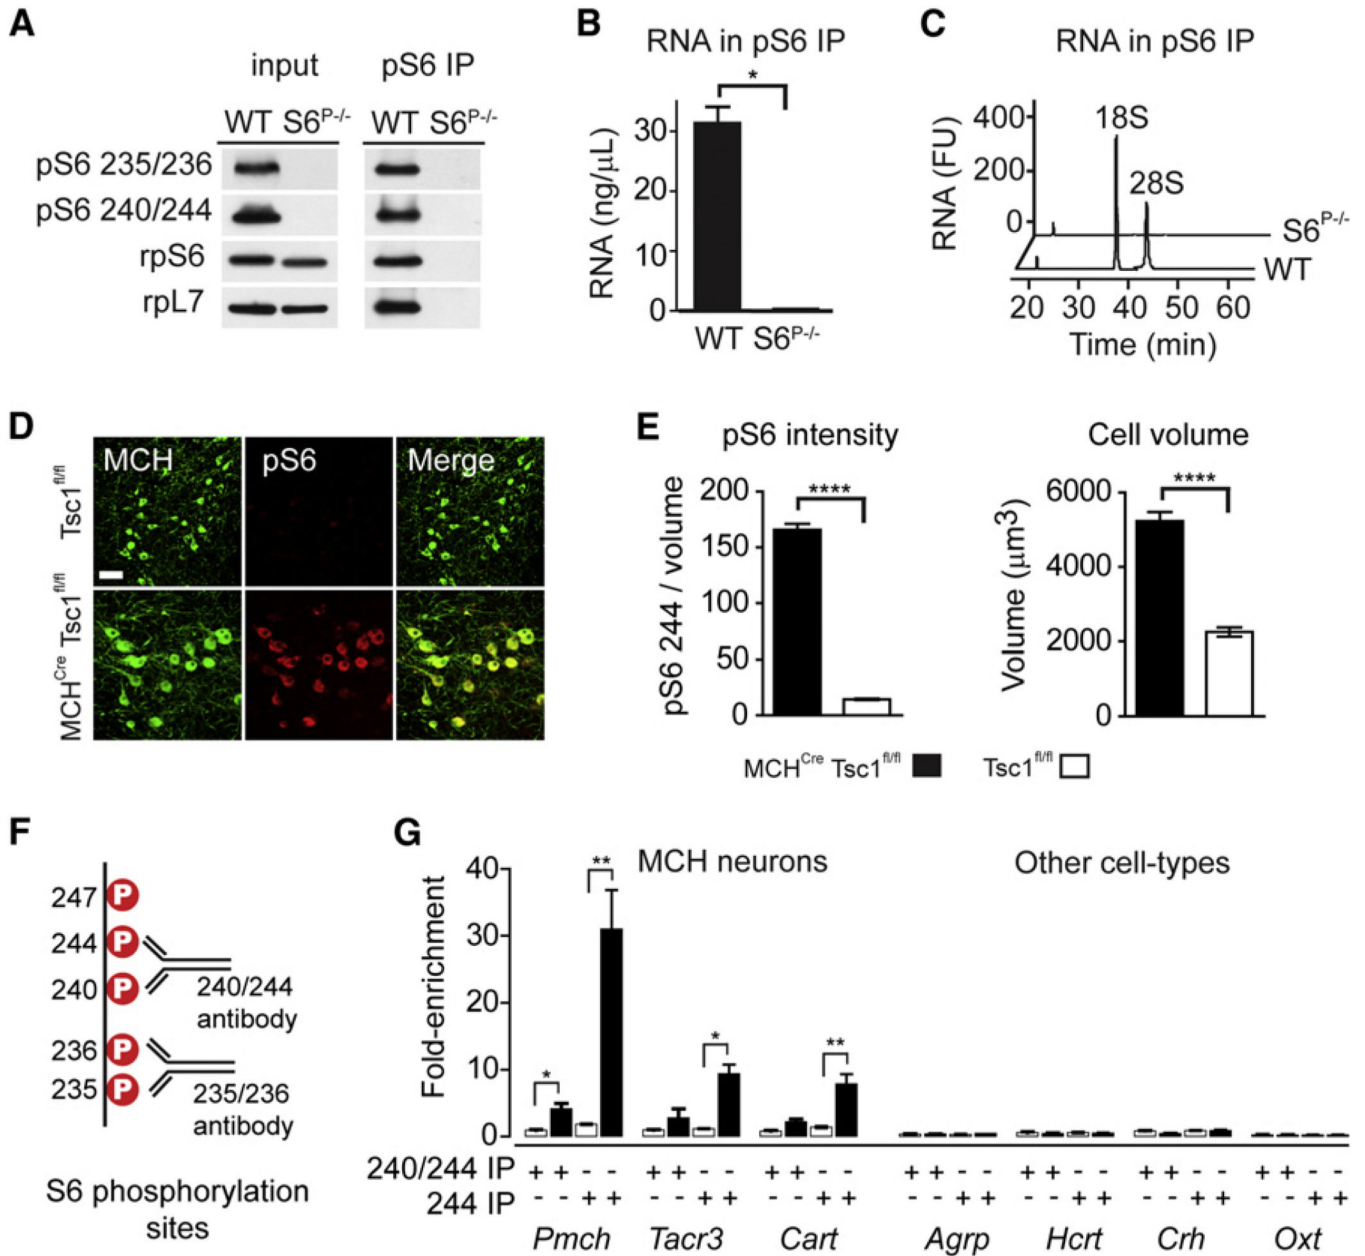 A
input pS6 IP
WT S6P-/- WT S6P-/-
pS6 235/236
pS6 240/244
rpS6
rpL7
B
RNA in pS6 IP
*
RNA (ng/μL)
30
20
10
0
WT S6P-/-
C
RNA in pS6 IP
RNA (FU)
400
200
0
18S
28S
S6P-/-
WT
20 30 40 50 60
Time (min)
D
MCH pS6 Merge
Tsc1fl/fl
MCHCre Tsc1fl/fl
E
pS6 intensity
pS6 244 / volume
200
150
100
50
0
****
Cell volume
Volume (μm3)
6000
4000
2000
0
****
MCHCre Tsc1fl/fl
Tsc1fl/fl
F
247 P
244 P
240 P
240/244
antibody
236 P
235 P
235/236
antibody
S6 phosphorylation
sites
G
MCH neurons Other cell-types
Fold-enrichment
40
30
20
10
0
* ** * **
240/244 IP + + - - + + - - + + - - + + - - + + - - + + - - + + - -
244 IP - - + + - - + + - - + + - - + + - - + + - - + + - - + +
Pmch Tacr3 Cart Agrp Hcrt Crh Oxt